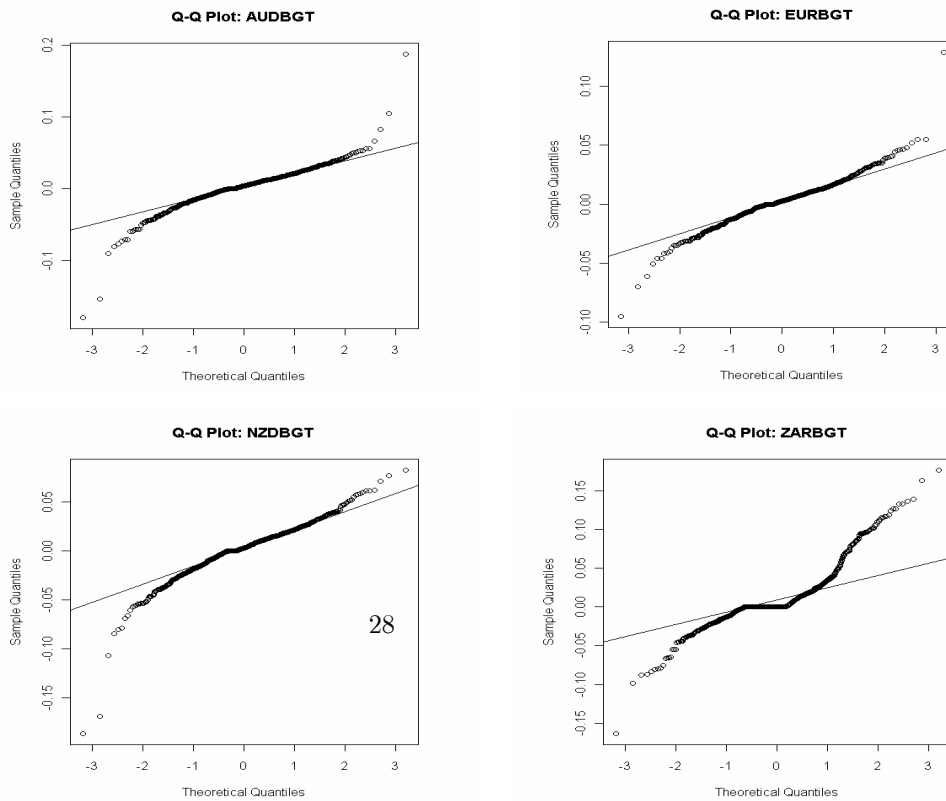 Q-Q Plot: AUDBGT
Sample Quantiles
0.2
0.1
0.0
-0.1
-3 -2 -1 0 1 2 3
Theoretical Quantiles
Q-Q Plot: EURBGT
Sample Quantiles
0.10
0.05
0.00
-0.05
-0.10
-3 -2 -1 0 1 2 3
Theoretical Quantiles
Q-Q Plot: NZDBGT
Sample Quantiles
0.05
0.00
-0.05
-0.10
-0.15
28
-3 -2 -1 0 1 2 3
Theoretical Quantiles
Q-Q Plot: ZARBGT
Sample Quantiles
0.15
0.10
0.05
0.00
-0.05
-0.10
-0.15
-3 -2 -1 0 1 2 3
Theoretical Quantiles